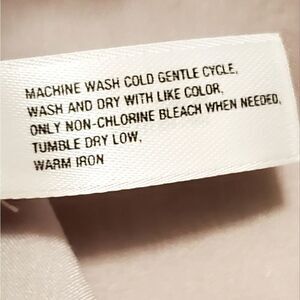 MACHINE WASH COLD GENTLE CYCLE,
WASH AND DRY WITH LIKE COLOR,
ONLY NON-CHLORINE BLEACH WHEN NEEDED,
TUMBLE DRY LOW,
WARM IRON